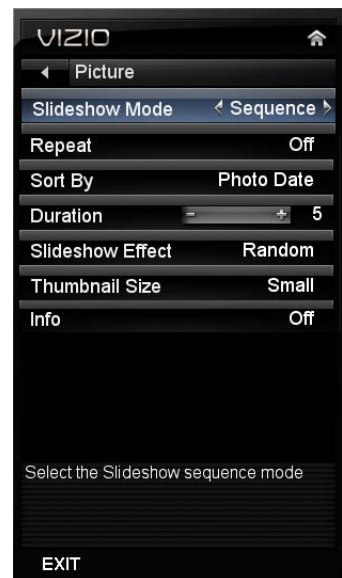 VIZIO
Picture
Slideshow Mode Sequence
Repeat Off
Sort By Photo Date
Duration - + 5
Slideshow Effect Random
Thumbnail Size Small
Info Off
Select the Slideshow sequence mode
EXIT